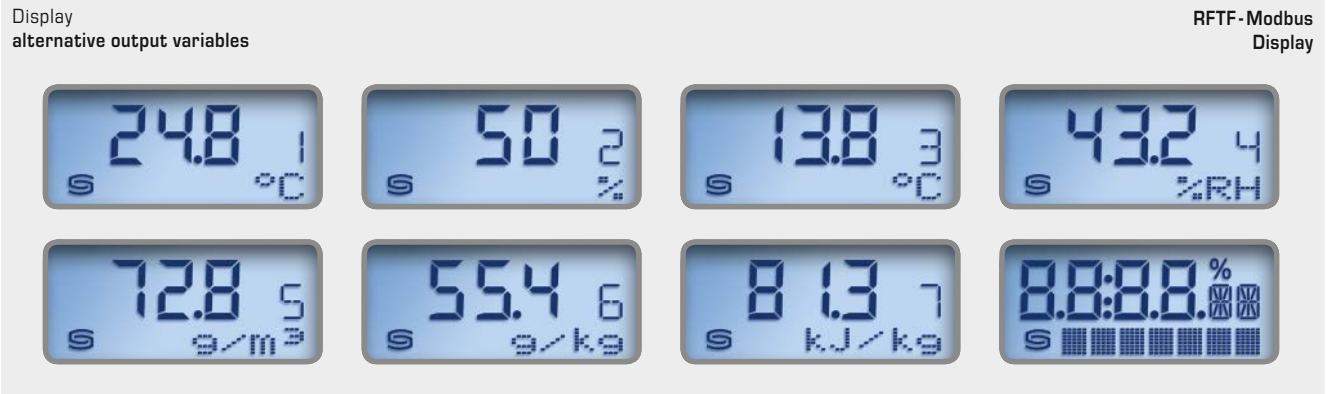 Display
alternative output variables
RFTF-Modbus
Display
24.8 1
°C
50 2
%
13.8 3
°C
43.2 4
%RH
72.8 5
g/m³
55.4 6
g/kg
81.3 7
kJ/kg
8.8:8.8.%